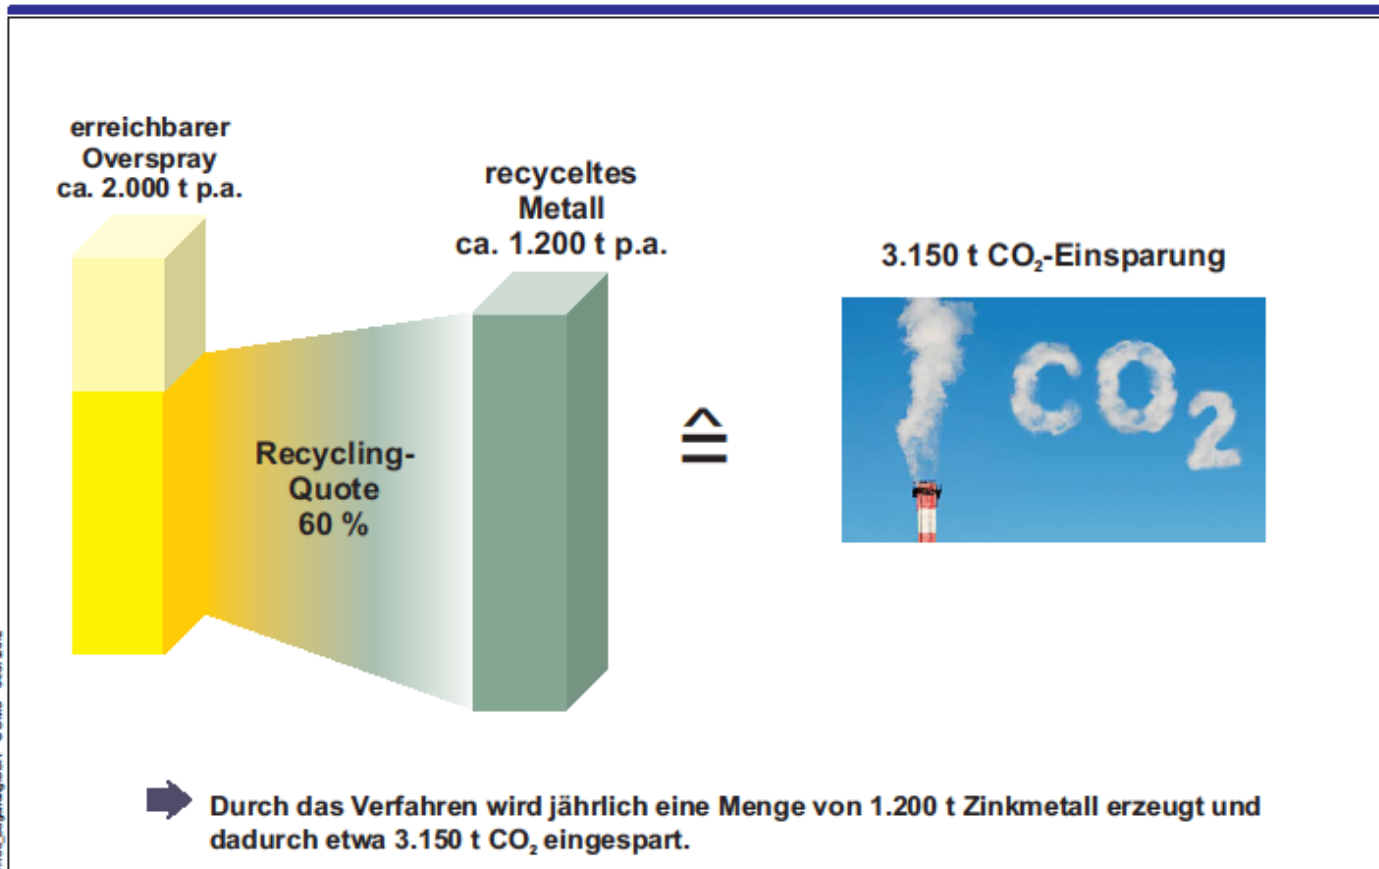 erreichbarer
Overspray
ca. 2.000 t p.a.
recyceltes
Metall
ca. 1.200 t p.a.
3.150 t CO₂-Einsparung
CO₂
Recycling-
Quote
60 %
≙
Durch das Verfahren wird jährlich eine Menge von 1.200 t Zinkmetall erzeugt und
dadurch etwa 3.150 t CO₂ eingespart.